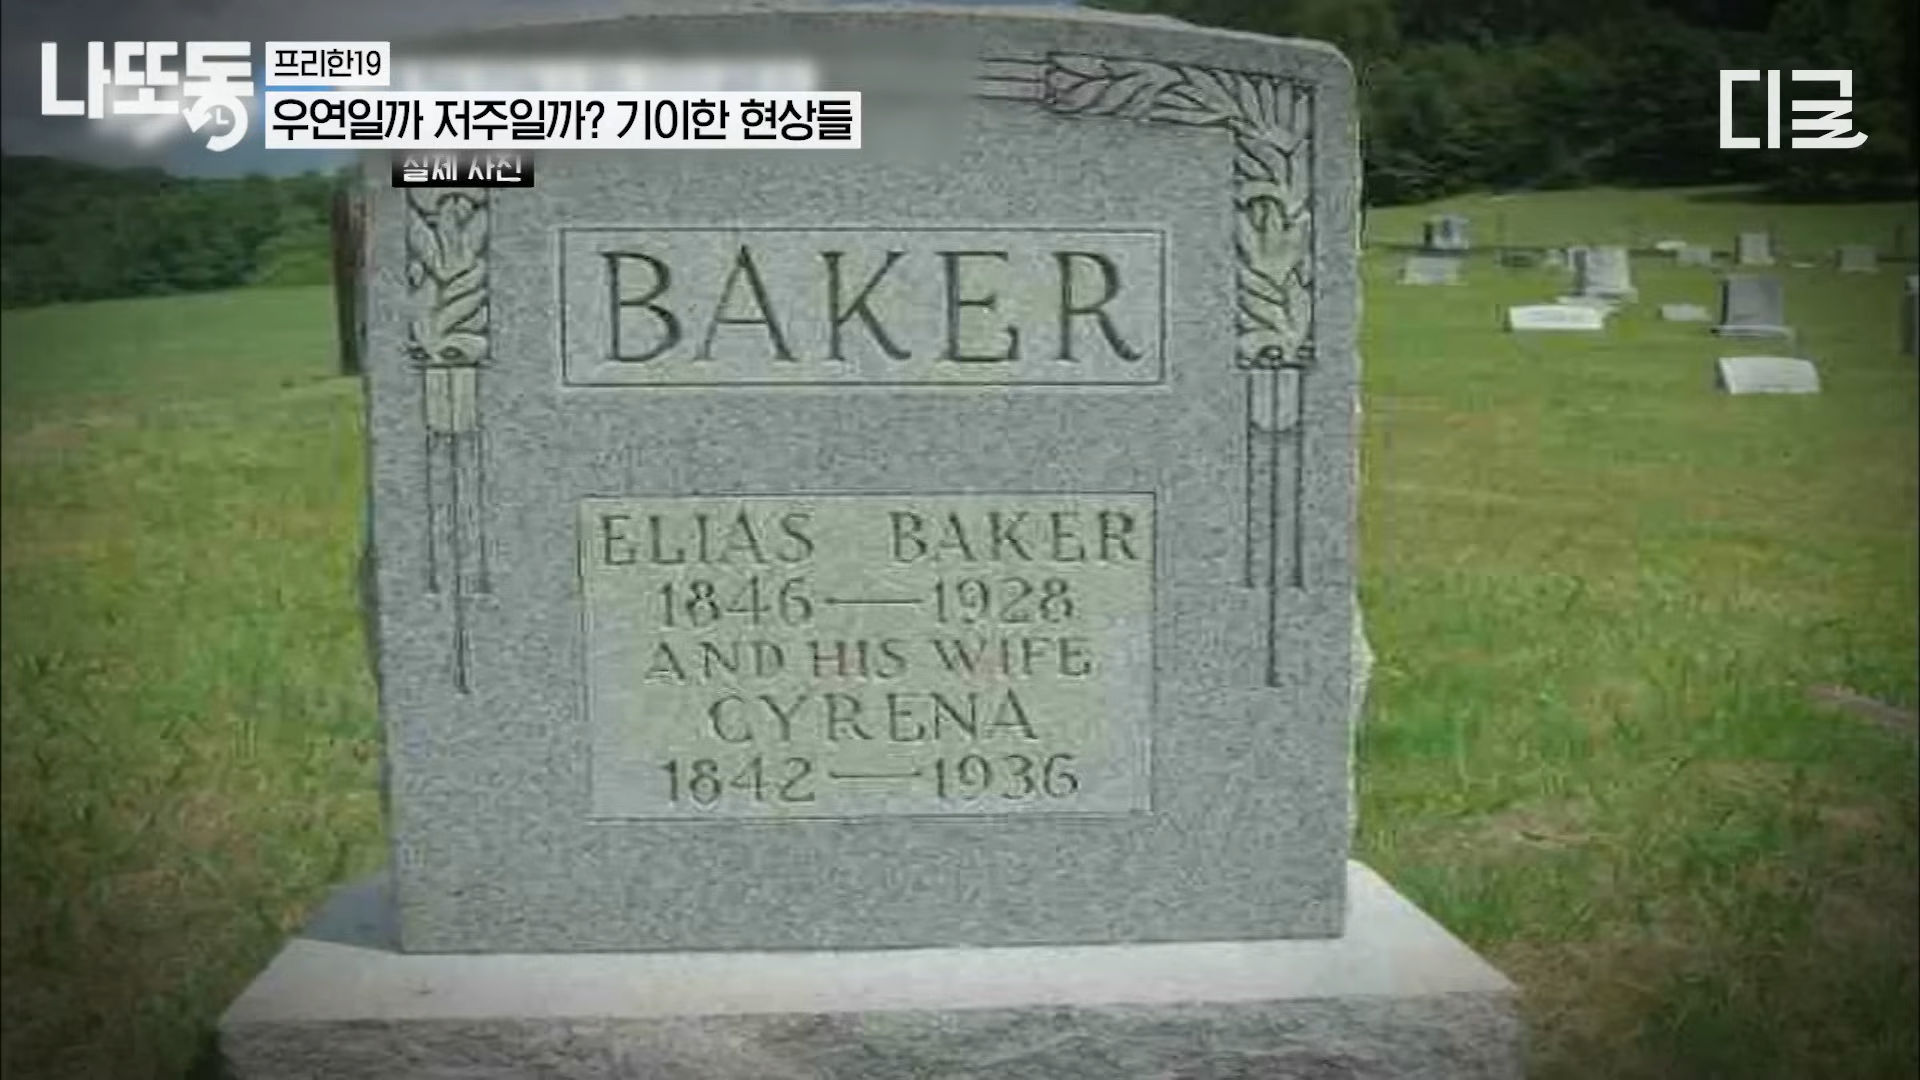 나또동
프리한19
우연일까 저주일까? 기이한 현상들
디글
실제 사진
BAKER
ELIAS BAKER
1846—1928
AND HIS WIFE
CYRENA
1842—1936